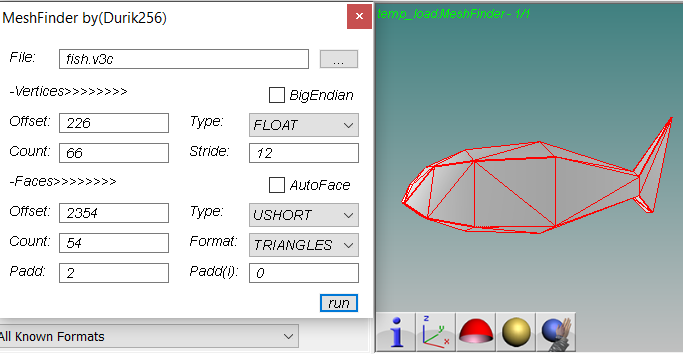 MeshFinder by(Durik256)
File: fish.v3c ...
-Vertices>>>>>>>> BigEndian
Offset: 226 Type: FLOAT
Count: 66 Stride: 12
-Faces>>>>>>>> AutoFace
Offset: 2354 Type: USHORT
Count: 54 Format: TRIANGLES
Padd: 2 Padd(i): 0
run
All Known Formats
temp_load:MeshFinder - 1/1
i z y x